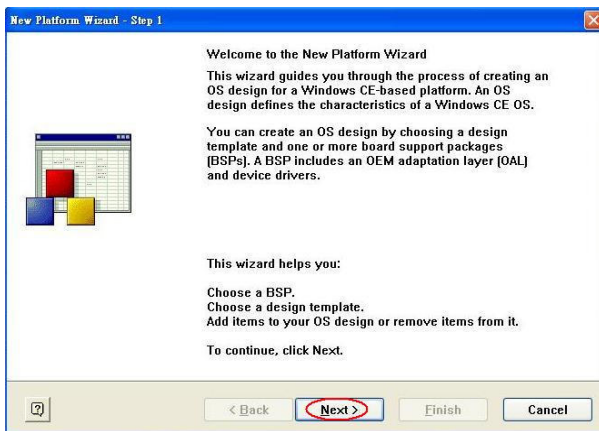 New Platform Wizard - Step 1
Welcome to the New Platform Wizard
This wizard guides you through the process of creating an
OS design for a Windows CE-based platform. An OS
design defines the characteristics of a Windows CE OS.
You can create an OS design by choosing a design
template and one or more board support packages
(BSPs). A BSP includes an OEM adaptation layer (OAL)
and device drivers.
This wizard helps you:
Choose a BSP.
Choose a design template.
Add items to your OS design or remove items from it.
To continue, click Next.
? < Back Next > Finish Cancel